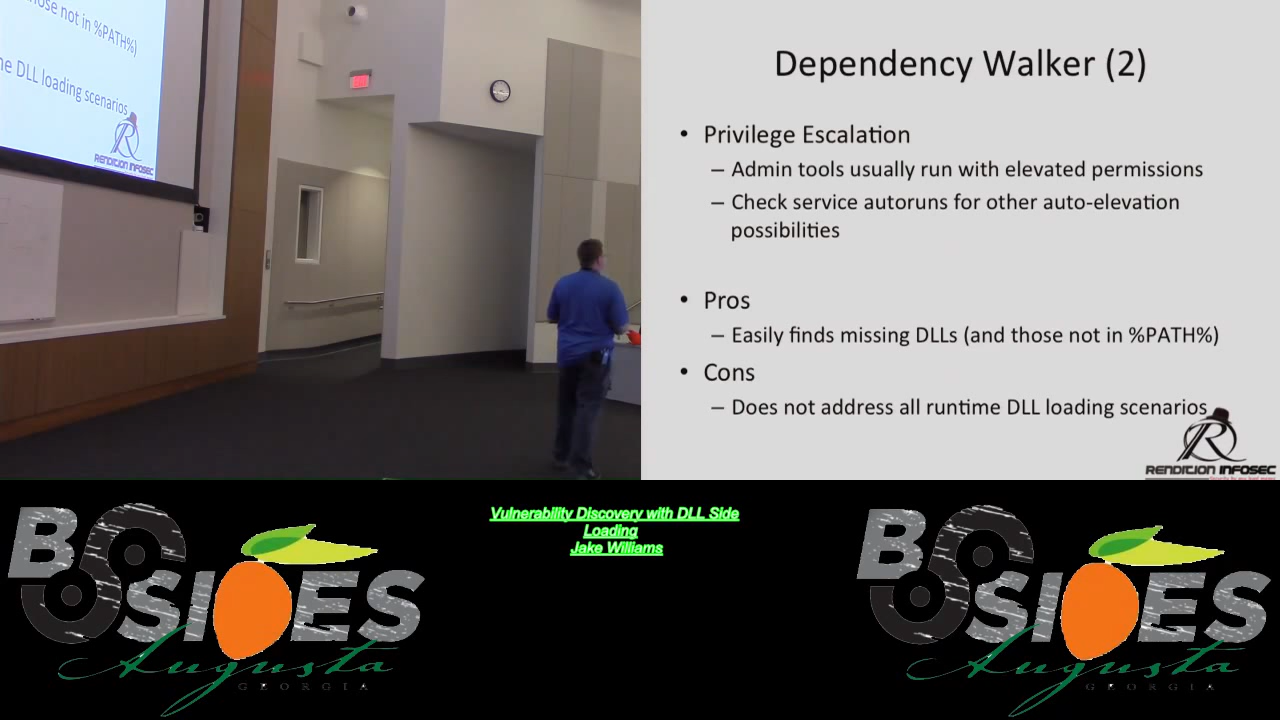 ose not in %PATH%)
me DLL loading scenarios
RENDITION INFOSEC
Dependency Walker (2)
• Privilege Escalation
– Admin tools usually run with elevated permissions
– Check service autoruns for other auto-elevation
possibilities
• Pros
– Easily finds missing DLLs (and those not in %PATH%)
• Cons
– Does not address all runtime DLL loading scenarios
R
RENDITION INFOSEC
Vulnerability Discovery with DLL Side
Loading
Jake Williams
BSIDES
Augusta
GEORGIA
BSIDES
Augusta
GEORGIA